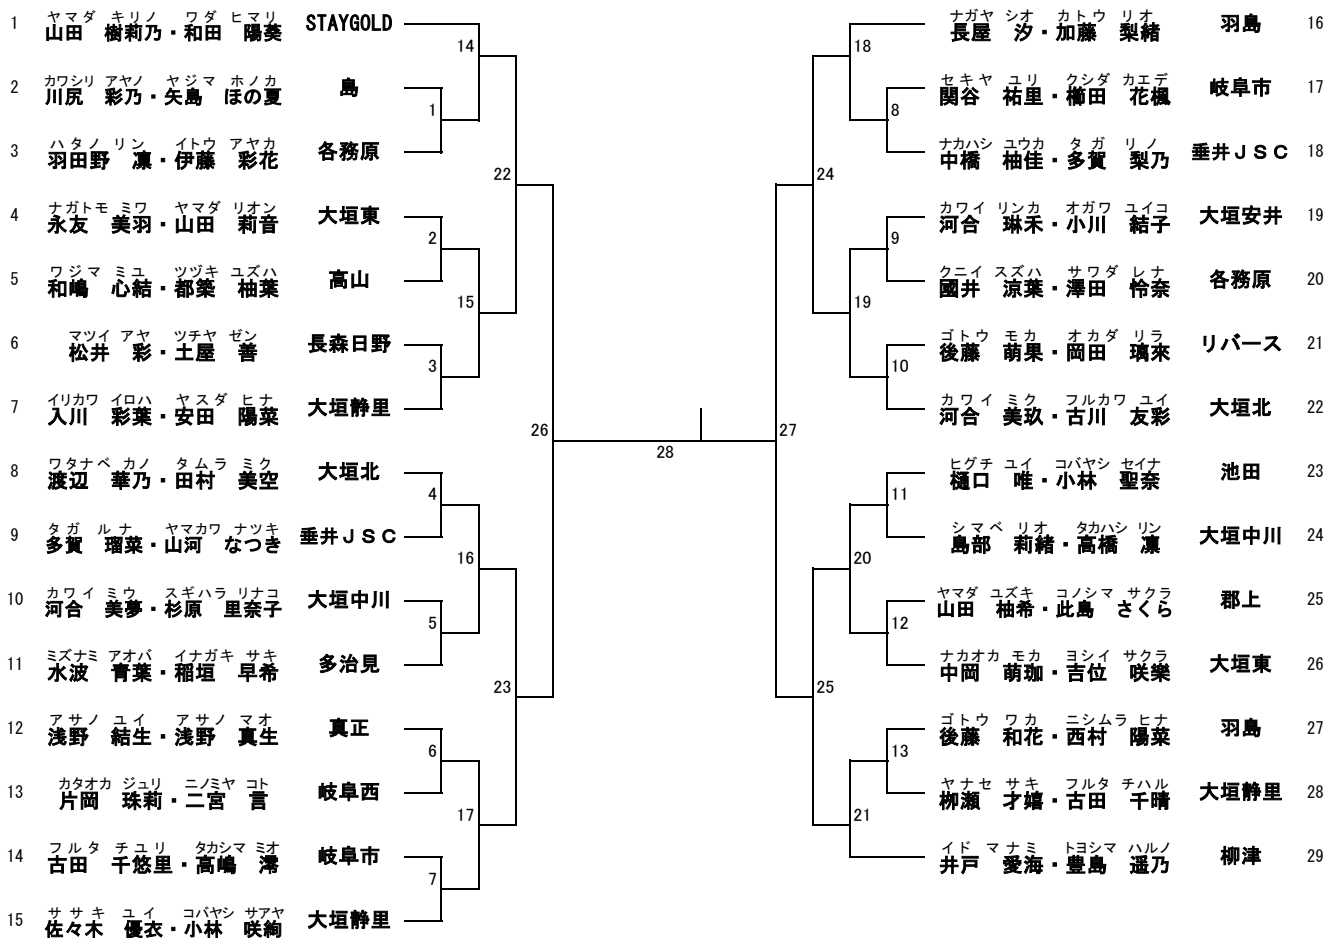 ヤマダ キリノ ワダ ヒマリ
1 山田 樹莉乃・和田 陽葵 STAYGOLD
カワシリ アヤノ ヤジマ ホノカ
2 川尻 彩乃・矢島 ほの夏 島
ハタノ リン イトウ アヤカ
3 羽田野 凛・伊藤 彩花 各務原
ナガトモ ミワ ヤマダ リオン
4 永友 美羽・山田 莉音 大垣東
ワジマ ミユ ツヅキ ユズハ
5 和嶋 心結・都築 柚葉 高山
マツイ アヤ ツチヤ ゼン
6 松井 彩・土屋 善 長森日野
イリカワ イロハ ヤスダ ヒナ
7 入川 彩葉・安田 陽菜 大垣静里
ワタナベ カノ タムラ ミク
8 渡辺 華乃・田村 美空 大垣北
タガ ルナ ヤマカワ ナツキ
9 多賀 瑠菜・山河 なつき 垂井JSC
カワイ ミウ スギハラ リナコ
10 河合 美夢・杉原 里奈子 大垣中川
ミズナミ アオバ イナガキ サキ
11 水波 青葉・稲垣 早希 多治見
アサノ ユイ アサノ マオ
12 浅野 結生・浅野 真生 真正
カタオカ ジュリ ニノミヤ コト
13 片岡 珠莉・二宮 言 岐阜西
フルタ チユリ タカシマ ミオ
14 古田 千悠里・高嶋 澪 岐阜市
ササキ ユイ コバヤシ サアヤ
15 佐々木 優衣・小林 咲絢 大垣静里
14
1
22
2
15
3
26
4
16
5
23
6
17
7
28
27
18
8
24
9
19
10
11
20
12
25
13
21
ナガヤ シオ カトウ リオ
長屋 汐・加藤 梨緒 羽島 16
セキヤ ユリ クシダ カエデ
関谷 祐里・櫛田 花楓 岐阜市 17
ナカハシ ユウカ タガ リノ
中橋 柚佳・多賀 梨乃 垂井JSC 18
カワイ リンカ オガワ ユイコ
河合 琳禾・小川 結子 大垣安井 19
クニイ スズハ サワダ レナ
國井 涼葉・澤田 怜奈 各務原 20
ゴトウ モカ オカダ リラ
後藤 萌果・岡田 璃來 リバース 21
カワイ ミク フルカワ ユイ
河合 美玖・古川 友彩 大垣北 22
ヒグチ ユイ コバヤシ セイナ
樋口 唯・小林 聖奈 池田 23
シマベ リオ タカハシ リン
島部 莉緒・高橋 凛 大垣中川 24
ヤマダ ユズキ コノシマ サクラ
山田 柚希・此島 さくら 郡上 25
ナカオカ モカ ヨシイ サクラ
中岡 萌珈・吉位 咲樂 大垣東 26
ゴトウ ワカ ニシムラ ヒナ
後藤 和花・西村 陽菜 羽島 27
ヤナセ サキ フルタ チハル
栁瀬 才嬉・古田 千晴 大垣静里 28
イド マナミ トヨシマ ハルノ
井戸 愛海・豊島 遥乃 柳津 29